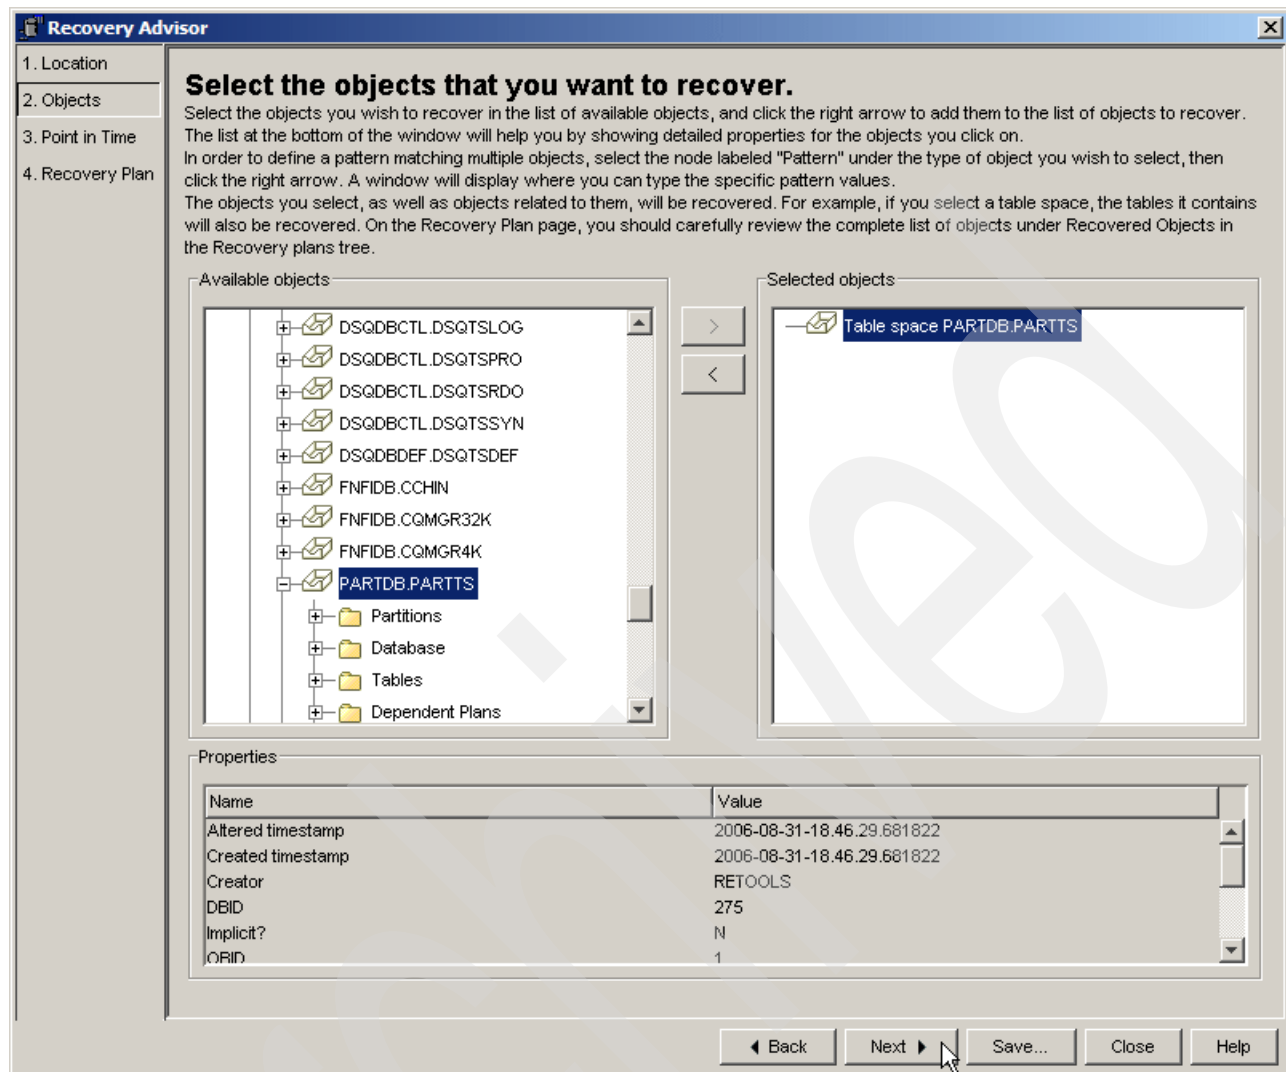 Recovery Advisor
1. Location
2. Objects
3. Point in Time
4. Recovery Plan
Select the objects that you want to recover.
Select the objects you wish to recover in the list of available objects, and click the right arrow to add them to the list of objects to recover.
The list at the bottom of the window will help you by showing detailed properties for the objects you click on.
In order to define a pattern matching multiple objects, select the node labeled "Pattern" under the type of object you wish to select, then
click the right arrow. A window will display where you can type the specific pattern values.
The objects you select, as well as objects related to them, will be recovered. For example, if you select a table space, the tables it contains
will also be recovered. On the Recovery Plan page, you should carefully review the complete list of objects under Recovered Objects in
the Recovery plans tree.
Available objects
DSQDBCTL.DSQTSLOG
DSQDBCTL.DSQTSPRO
DSQDBCTL.DSQTSRDO
DSQDBCTL.DSQTSSYN
DSQDBDEF.DSQTSDEF
FNFIDB.CCHIN
FNFIDB.CQMGR32K
FNFIDB.CQMGR4K
PARTDB.PARTTS
Partitions
Database
Tables
Dependent Plans
>
<
Selected objects
Table space PARTDB.PARTTS
Properties
Name Value
Altered timestamp 2006-08-31-18.46.29.681822
Created timestamp 2006-08-31-18.46.29.681822
Creator RETOOLS
DBID 275
Implicit? N
OBID 1
Back Next Save... Close Help